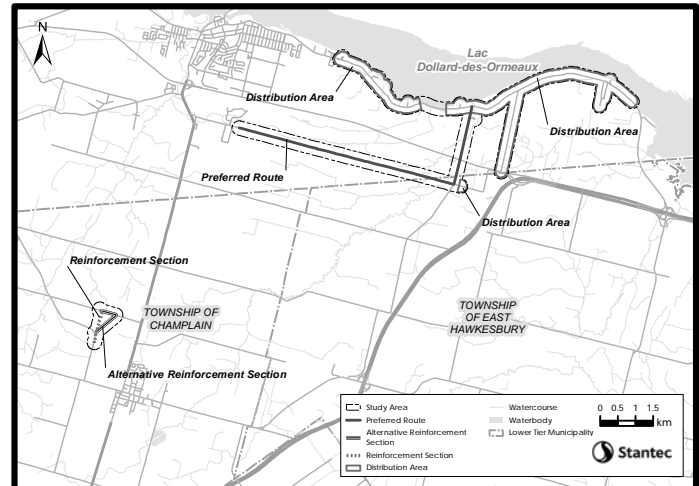 N
Lac
Dollard-des-Ormeaux
Distribution Area
Distribution Area
Preferred Route
Distribution Area
Reinforcement Section
TOWNSHIP OF
CHAMPLAIN
TOWNSHIP
OF EAST
HAWKESBURY
Alternative Reinforcement Section
Study Area
Preferred Route
Alternative Reinforcement
Section
Reinforcement Section
Distribution Area
Watercourse
Waterbody
Lower Tier Municipality
0 0.5 1 1.5
km
Stantec